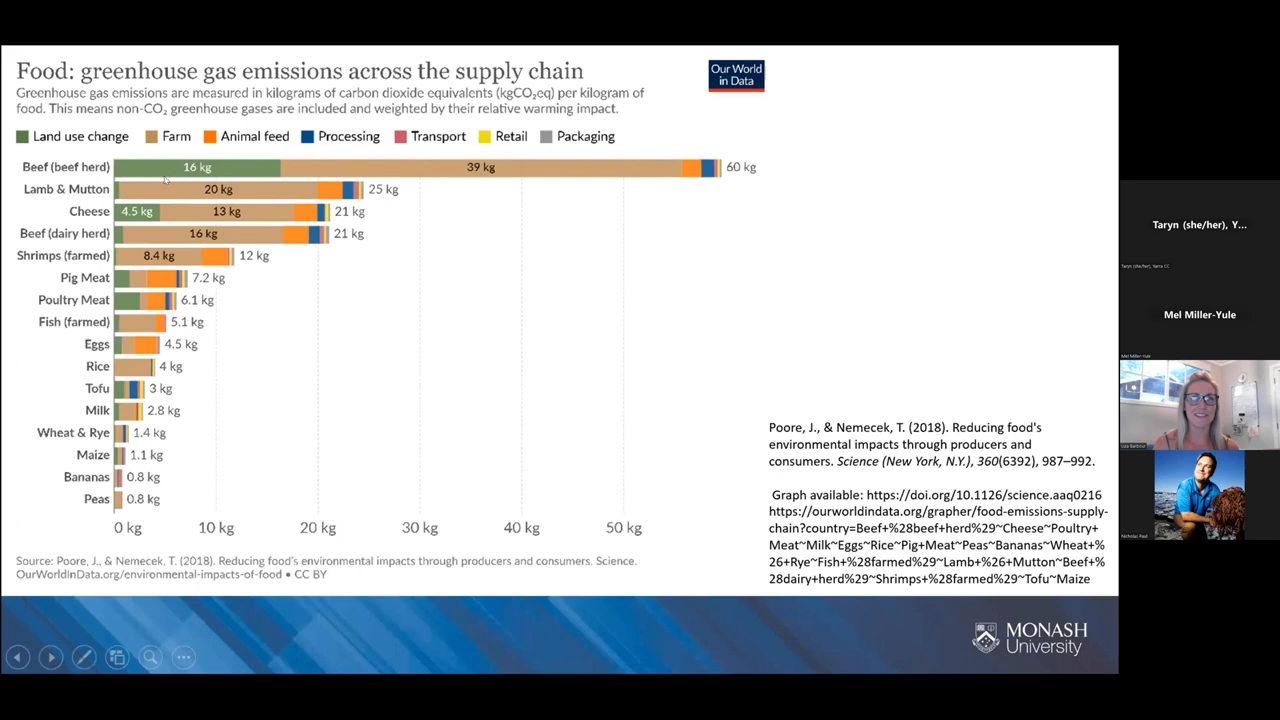 Food: greenhouse gas emissions across the supply chain
Greenhouse gas emissions are measured in kilograms of carbon dioxide equivalents (kgCO₂eq) per kilogram of
food. This means non-CO₂ greenhouse gases are included and weighted by their relative warming impact.
Our World
in Data
Land use change Farm Animal feed Processing Transport Retail Packaging
Beef (beef herd) 16 kg 39 kg 60 kg
Lamb & Mutton 20 kg 25 kg
Cheese 4.5 kg 13 kg 21 kg
Beef (dairy herd) 16 kg 21 kg
Shrimps (farmed) 8.4 kg 12 kg
Pig Meat 7.2 kg
Poultry Meat 6.1 kg
Fish (farmed) 5.1 kg
Eggs 4.5 kg
Rice 4 kg
Tofu 3 kg
Milk 2.8 kg
Wheat & Rye 1.4 kg
Maize 1.1 kg
Bananas 0.8 kg
Peas 0.8 kg
0 kg 10 kg 20 kg 30 kg 40 kg 50 kg
Source: Poore, J., & Nemecek, T. (2018). Reducing food's environmental impacts through producers and consumers. Science.
OurWorldInData.org/environmental-impacts-of-food • CC BY
Poore, J., & Nemecek, T. (2018). Reducing food's
environmental impacts through producers and
consumers. Science (New York, N.Y.), 360(6392), 987–992.
Graph available: https://doi.org/10.1126/science.aaq0216
https://ourworldindata.org/grapher/food-emissions-supply-
chain?country=Beef+%28beef+herd%29~Cheese~Poultry+
Meat~Milk~Eggs~Rice~Pig+Meat~Peas~Bananas~Wheat+%
26+Rye~Fish+%28farmed%29~Lamb+%26+Mutton~Beef+%
28dairy+herd%29~Shrimps+%28farmed%29~Tofu~Maize
MONASH
University
Taryn (she/her), Y...
Taryn (she/her), Yarra CC
Mel Miller-Yule
Mel Miller-Yule
Liza Barbour
Nicholas Paul